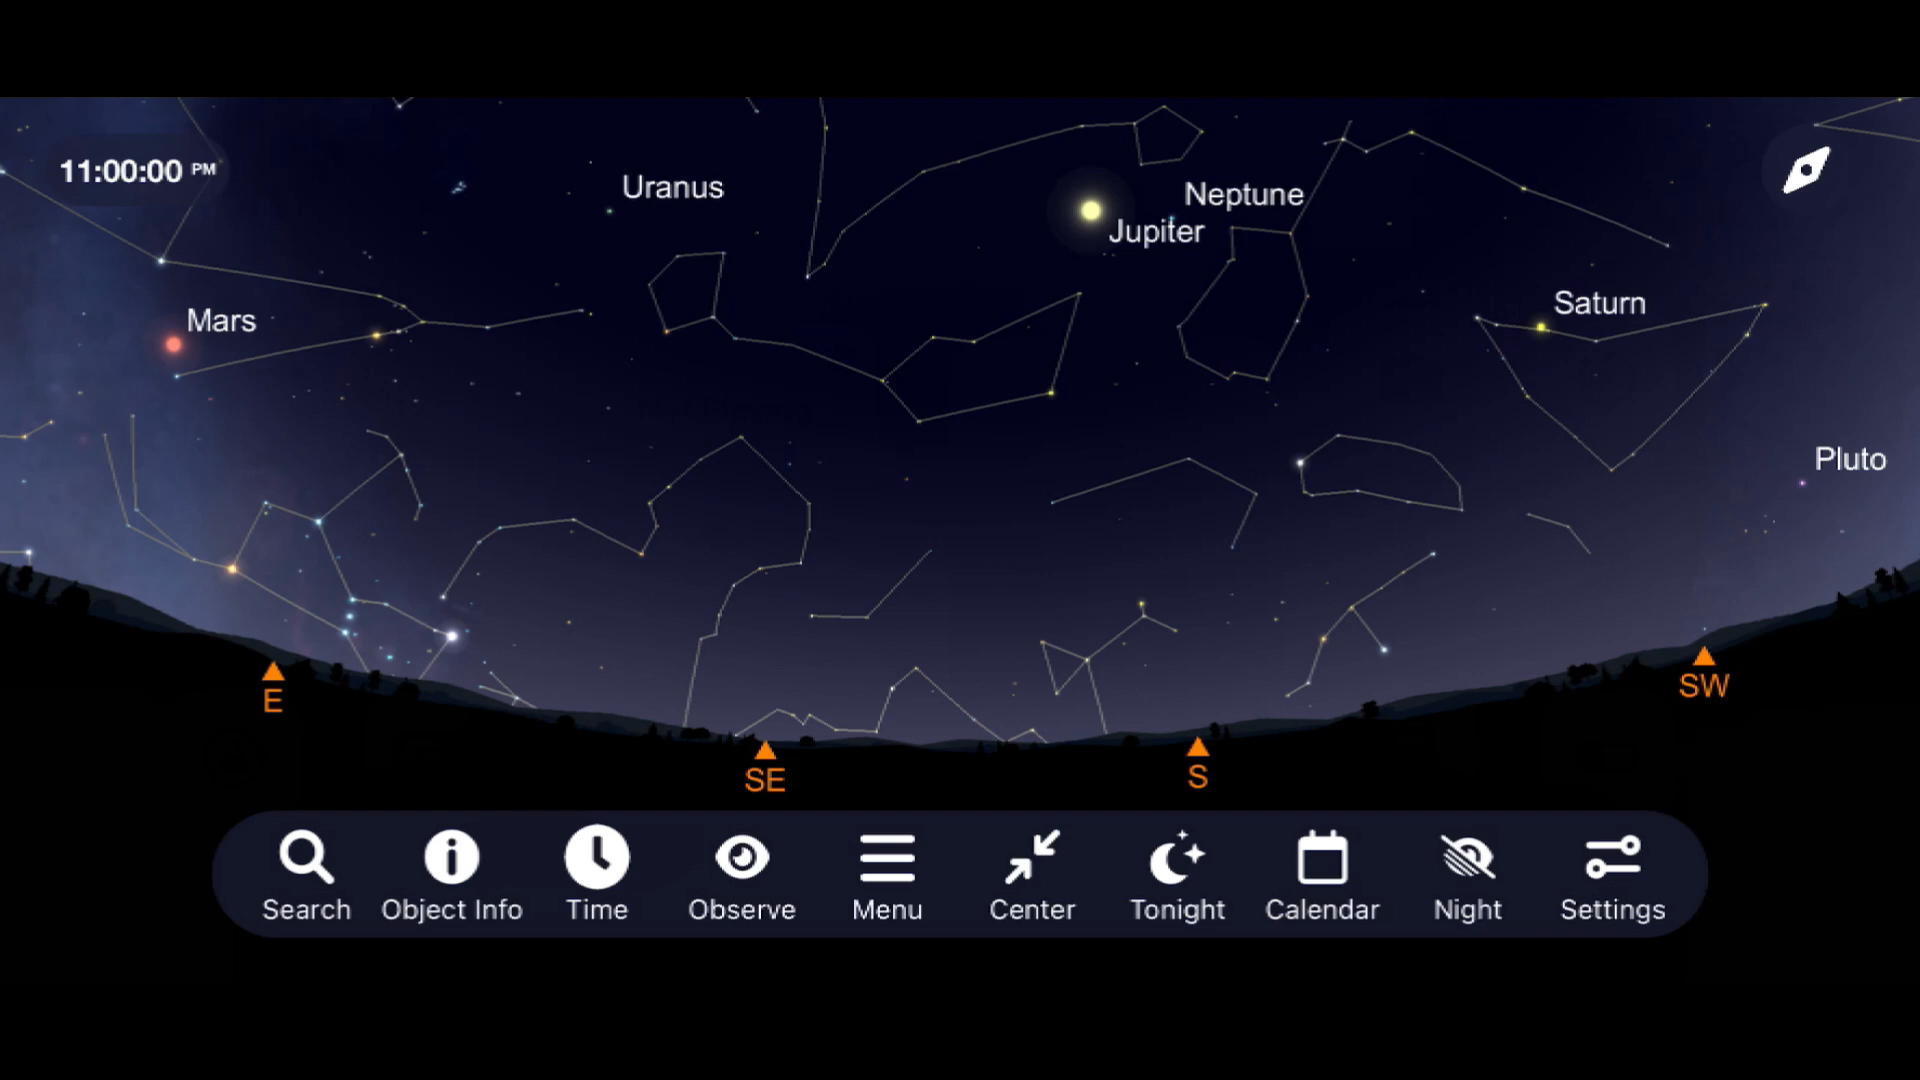 11:00:00 PM
Uranus
Neptune
Jupiter
Mars
Saturn
Pluto
E
SE
S
SW
Search
Object Info
Time
Observe
Menu
Center
Tonight
Calendar
Night
Settings